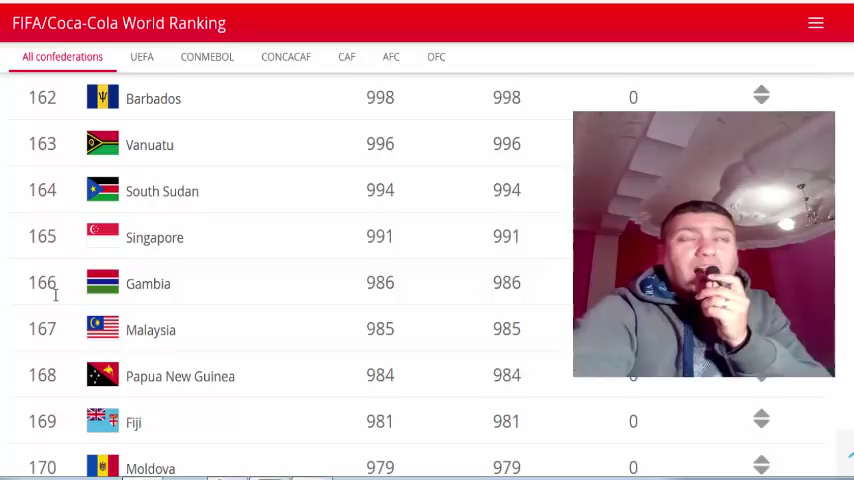 FIFA/Coca-Cola World Ranking
All confederations UEFA CONMEBOL CONCACAF CAF AFC OFC
162 Barbados 998 998 0
163 Vanuatu 996 996
164 South Sudan 994 994
165 Singapore 991 991
166 Gambia 986 986
167 Malaysia 985 985
168 Papua New Guinea 984 984 0
169 Fiji 981 981 0
170 Moldova 979 979 0